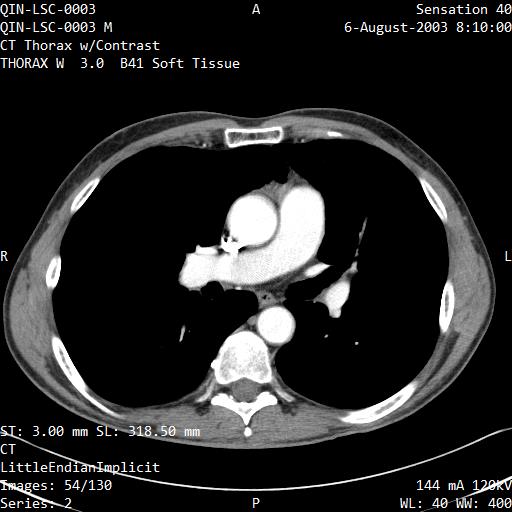 QIN-LSC-0003 A Sensation 40
QIN-LSC-0003 M 6-August-2003 8:10:00
CT Thorax w/Contrast
THORAX W 3.0 B41 Soft Tissue
R L
ST: 3.00 mm SL: 318.50 mm
CT
LittleEndianImplicit
Images: 54/130 144 mA 120kV
Series: 2 P WL: 40 WW: 400